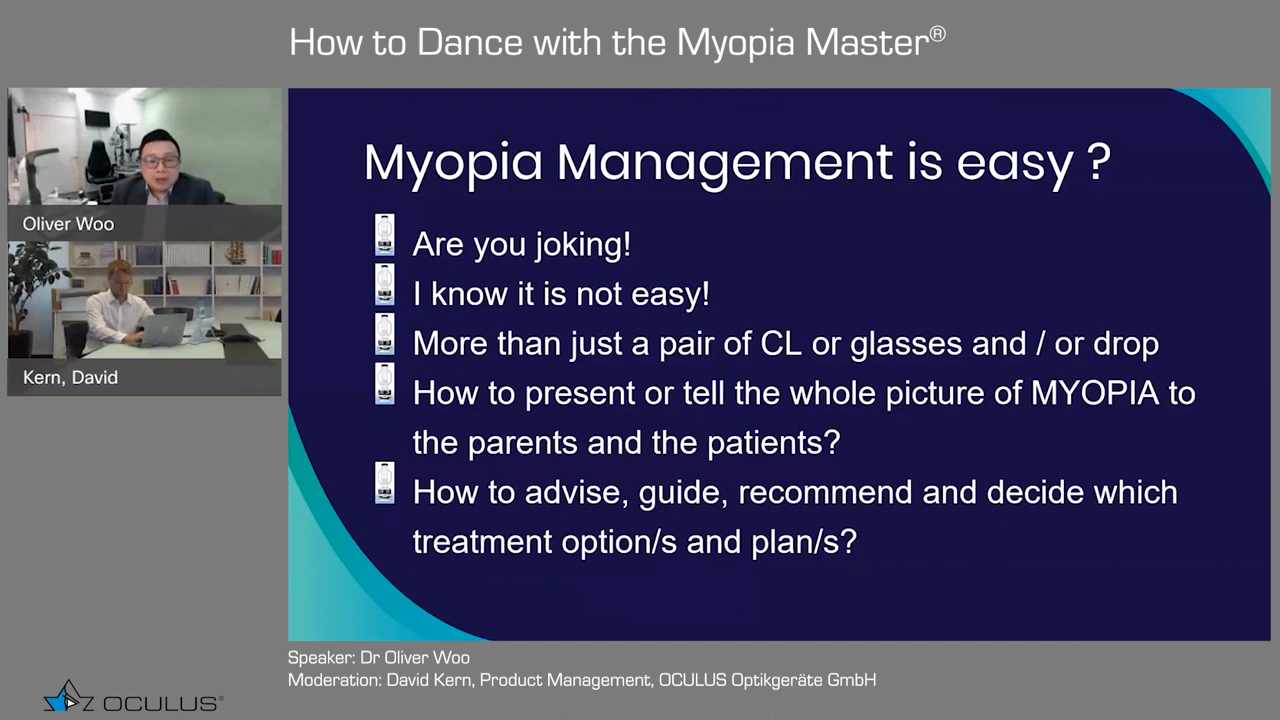 How to Dance with the Myopia Master®
Oliver Woo
Kern, David
Myopia Management is easy ?
Are you joking!
I know it is not easy!
More than just a pair of CL or glasses and / or drop
How to present or tell the whole picture of MYOPIA to
the parents and the patients?
How to advise, guide, recommend and decide which
treatment option/s and plan/s?
Speaker: Dr Oliver Woo
Moderation: David Kern, Product Management, OCULUS Optikgeräte GmbH
OCULUS®